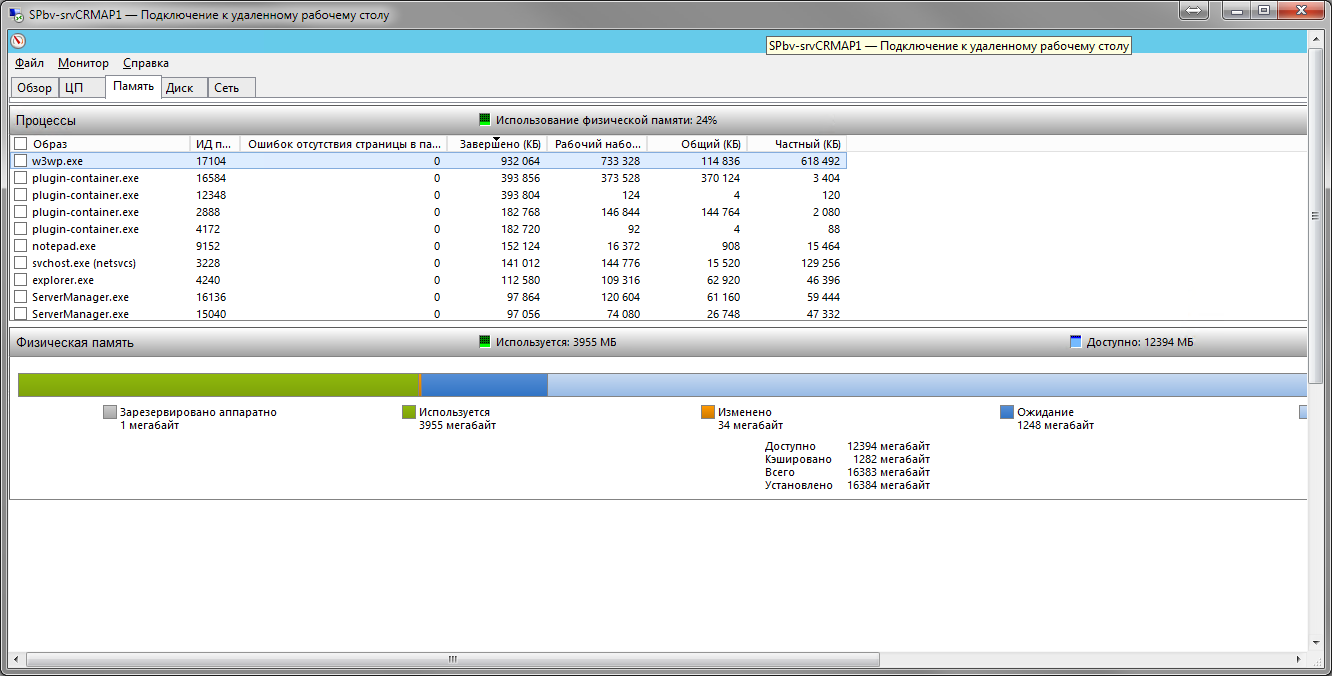 SPbv-srvCRMAP1 — Подключение к удаленному рабочему столу
SPbv-srvCRMAP1 — Подключение к удаленному рабочему столу
Файл Монитор Справка
Обзор ЦП Память Диск Сеть
Процессы Использование физической памяти: 24%
Образ ИД п... Ошибок отсутствия страницы в па... Завершено (КБ) Рабочий набо... Общий (КБ) Частный (КБ)
w3wp.exe 17104 0 932 064 733 328 114 836 618 492
plugin-container.exe 16584 0 393 856 373 528 370 124 3 404
plugin-container.exe 12348 0 393 804 124 4 120
plugin-container.exe 2888 0 182 768 146 844 144 764 2 080
plugin-container.exe 4172 0 182 720 92 4 88
notepad.exe 9152 0 152 124 16 372 908 15 464
svchost.exe (netsvcs) 3228 0 141 012 144 776 15 520 129 256
explorer.exe 4240 0 112 580 109 316 62 920 46 396
ServerManager.exe 16136 0 97 864 120 604 61 160 59 444
ServerManager.exe 15040 0 97 056 74 080 26 748 47 332
Физическая память Используется: 3955 МБ Доступно: 12394 МБ
Зарезервировано аппаратно Используется Изменено Ожидание
1 мегабайт 3955 мегабайт 34 мегабайт 1248 мегабайт
Доступно 12394 мегабайт
Кэшировано 1282 мегабайт
Всего 16383 мегабайт
Установлено 16384 мегабайт